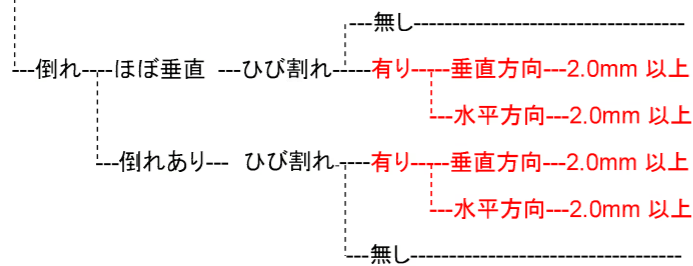 ---無し-----------------------------------
---倒れ----ほぼ垂直 ---ひび割れ-----有り-----垂直方向---2.0mm 以上
---水平方向---2.0mm 以上
---倒れあり--- ひび割れ-----有り-----垂直方向---2.0mm 以上
---水平方向---2.0mm 以上
---無し-----------------------------------